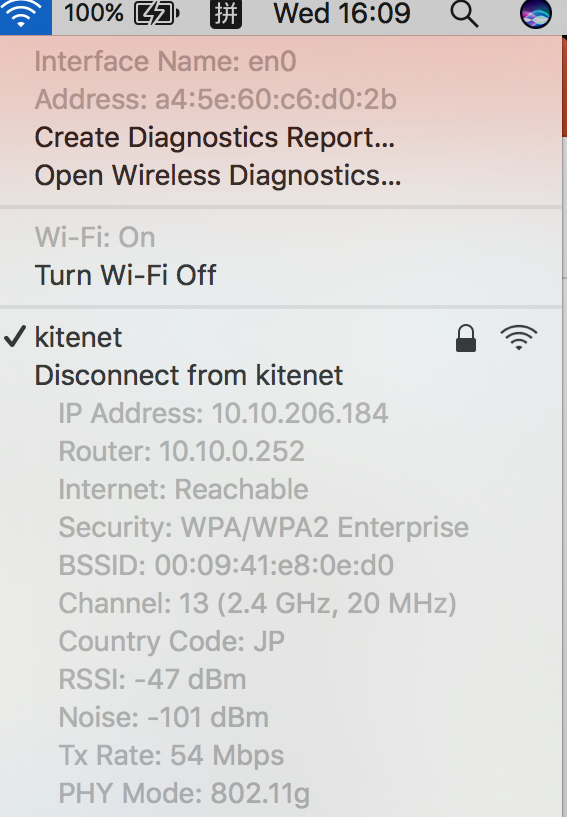 100% 拼 Wed 16:09
Interface Name: en0
Address: a4:5e:60:c6:d0:2b
Create Diagnostics Report...
Open Wireless Diagnostics...
Wi-Fi: On
Turn Wi-Fi Off
kitenet
Disconnect from kitenet
IP Address: 10.10.206.184
Router: 10.10.0.252
Internet: Reachable
Security: WPA/WPA2 Enterprise
BSSID: 00:09:41:e8:0e:d0
Channel: 13 (2.4 GHz, 20 MHz)
Country Code: JP
RSSI: -47 dBm
Noise: -101 dBm
Tx Rate: 54 Mbps
PHY Mode: 802.11g